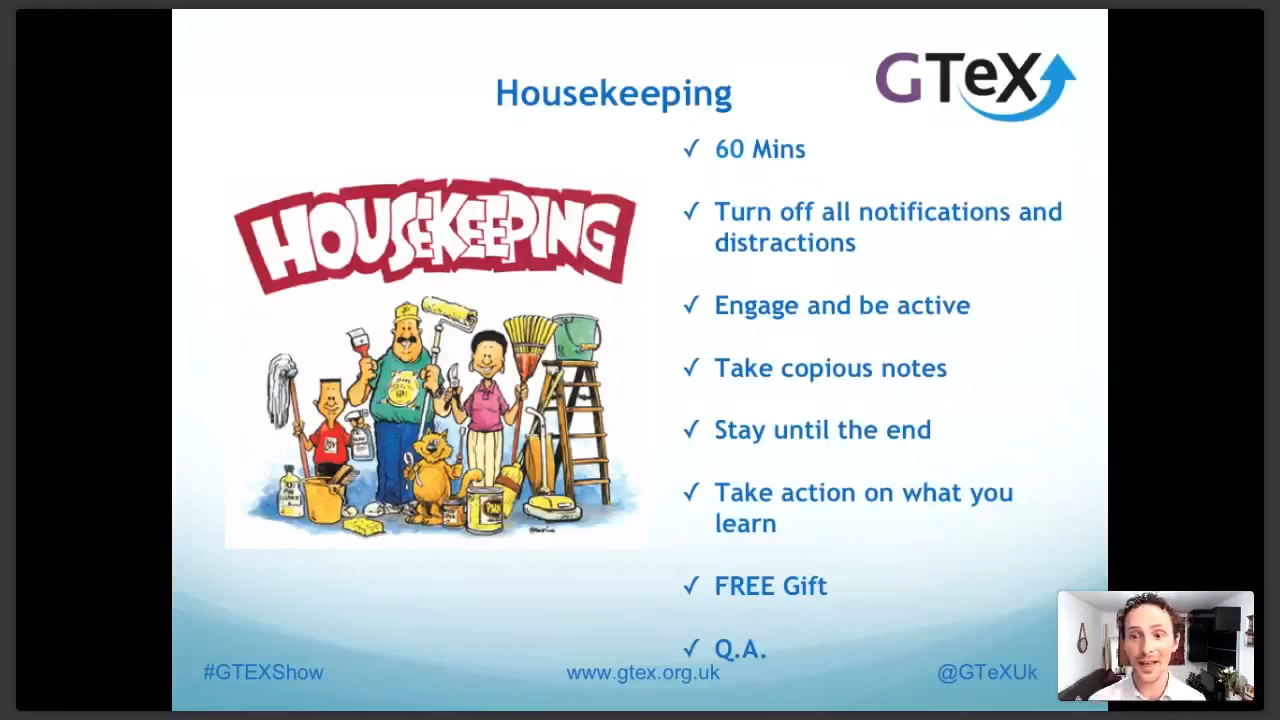 Housekeeping
GTeX
✓ 60 Mins
✓ Turn off all notifications and
distractions
✓ Engage and be active
✓ Take copious notes
✓ Stay until the end
✓ Take action on what you
learn
✓ FREE Gift
✓ Q.A.
HOUSEKEEPING
#GTEXShow
www.gtex.org.uk
@GTeXUk